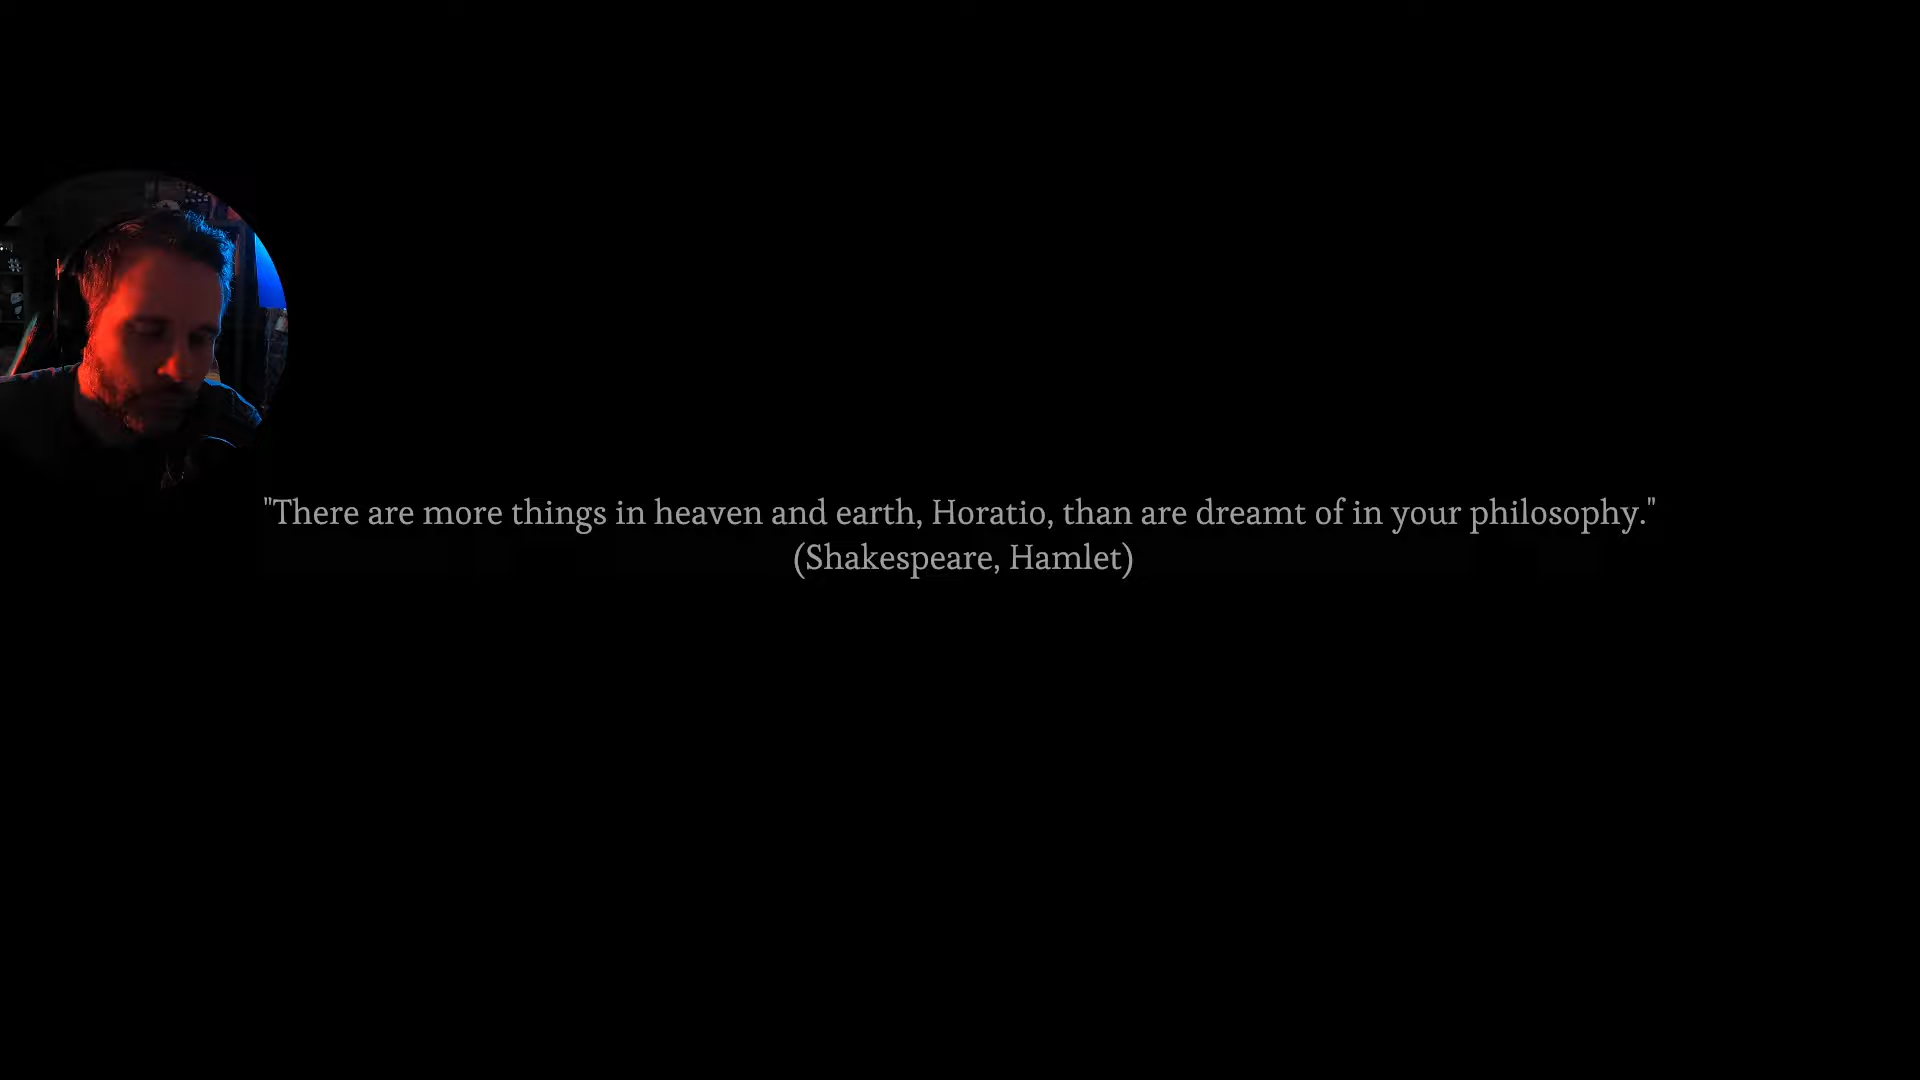 "There are more things in heaven and earth, Horatio, than are dreamt of in your philosophy."
(Shakespeare, Hamlet)